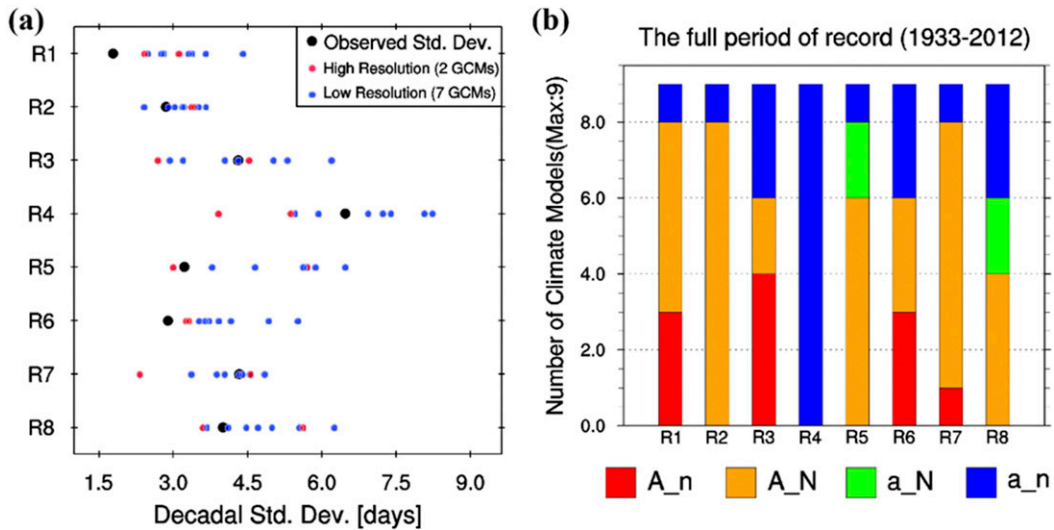 (a)
R1
R2
R3
R4
R5
R6
R7
R8
Observed Std. Dev.
High Resolution (2 GCMs)
Low Resolution (7 GCMs)
1.5 3.0 4.5 6.0 7.5 9.0
Decadal Std. Dev. [days]
(b)
The full period of record (1933-2012)
Number of Climate Models(Max:9)
8.0
6.0
4.0
2.0
0.0
R1 R2 R3 R4 R5 R6 R7 R8
A_n A_N a_N a_n